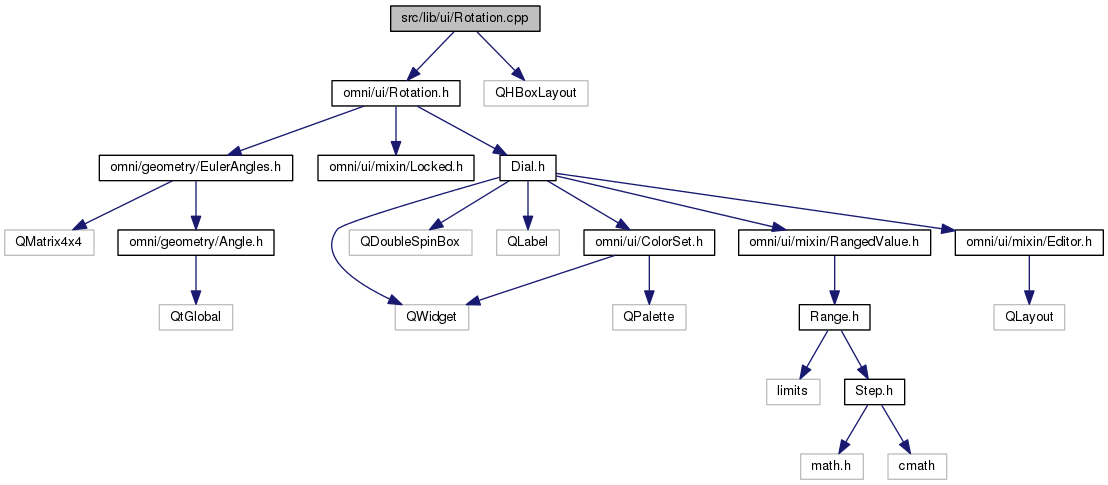 src/lib/ui/Rotation.cpp
omni/ui/Rotation.h
QHBoxLayout
omni/geometry/EulerAngles.h
omni/ui/mixin/Locked.h
Dial.h
QMatrix4x4
omni/geometry/Angle.h
QDoubleSpinBox
QLabel
omni/ui/ColorSet.h
omni/ui/mixin/RangedValue.h
omni/ui/mixin/Editor.h
QtGlobal
QWidget
QPalette
Range.h
QLayout
limits
Step.h
math.h
cmath